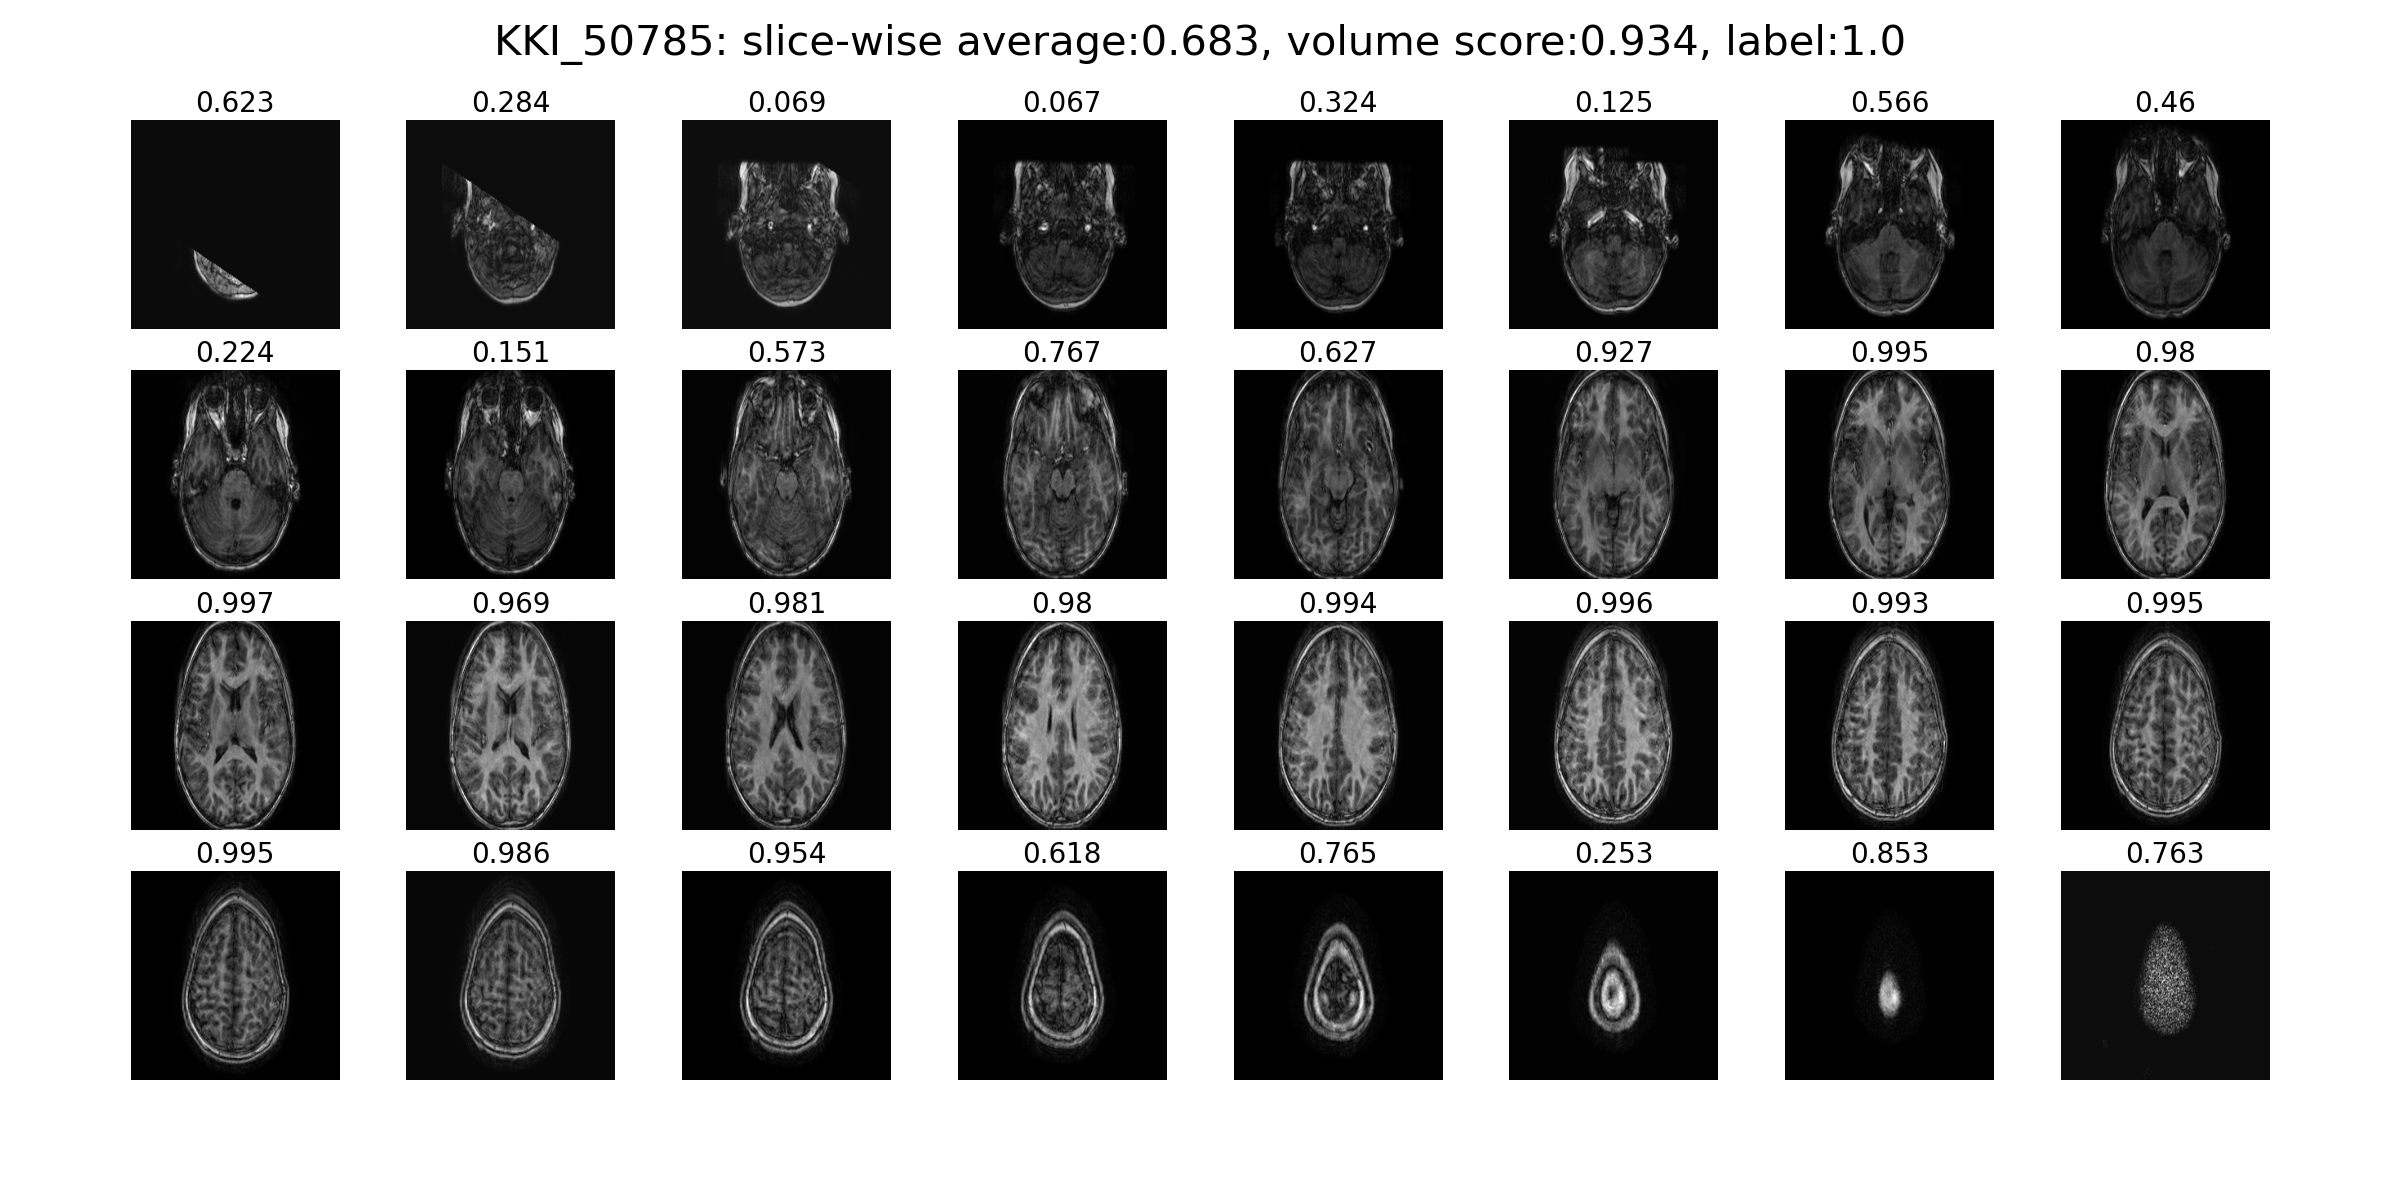 KKI_50785: slice-wise average:0.683, volume score:0.934, label:1.0
0.623 0.284 0.069 0.067 0.324 0.125 0.566 0.46
0.224 0.151 0.573 0.767 0.627 0.927 0.995 0.98
0.997 0.969 0.981 0.98 0.994 0.996 0.993 0.995
0.995 0.986 0.954 0.618 0.765 0.253 0.853 0.763